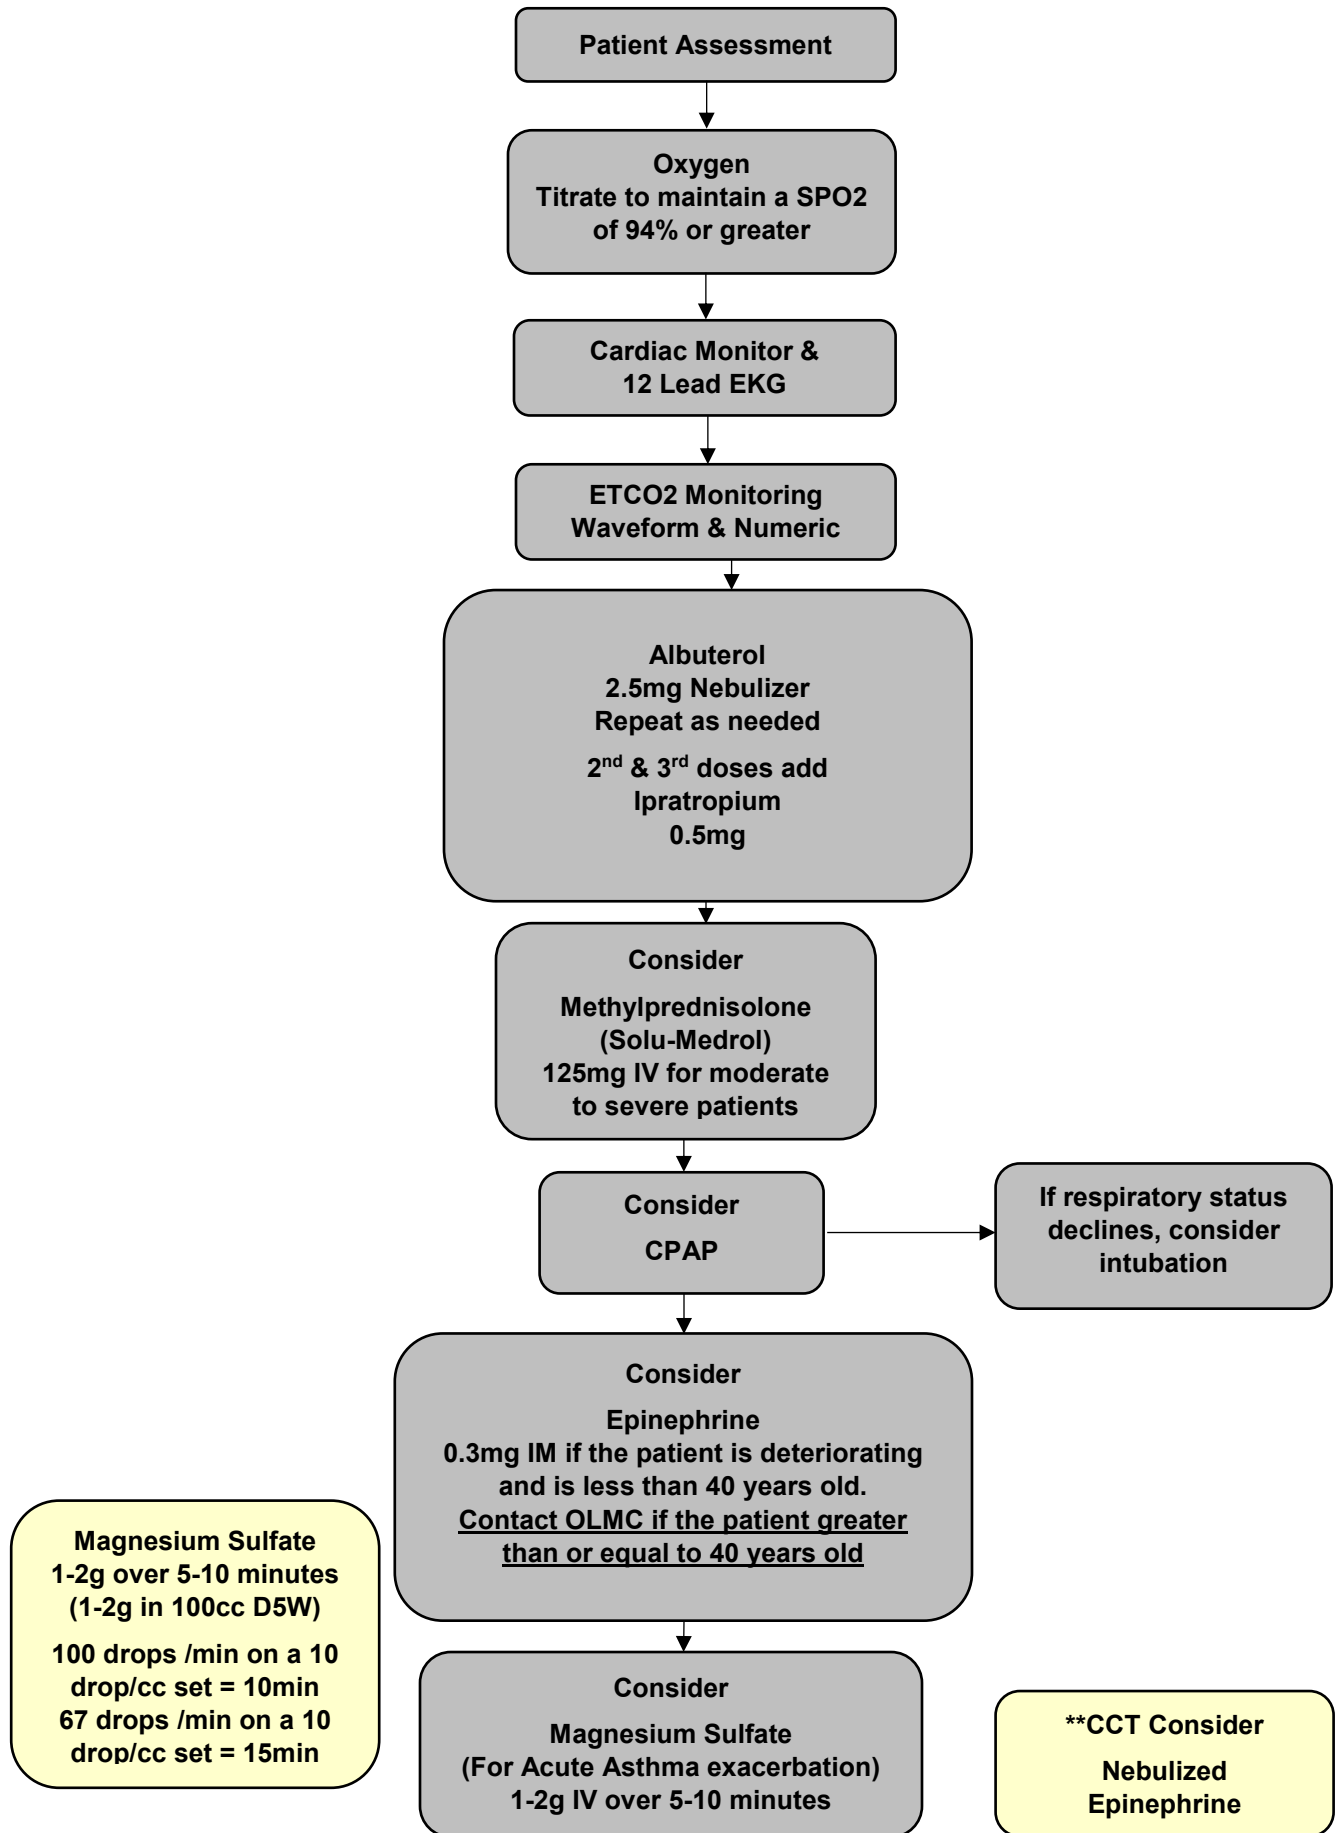 Patient Assessment
Oxygen
Titrate to maintain a SPO2
of 94% or greater
Cardiac Monitor &
12 Lead EKG
ETCO2 Monitoring
Waveform & Numeric
Albuterol
2.5mg Nebulizer
Repeat as needed
2nd & 3rd doses add
Ipratropium
0.5mg
Consider
Methylprednisolone
(Solu-Medrol)
125mg IV for moderate
to severe patients
Consider
CPAP
If respiratory status
declines, consider
intubation
Consider
Epinephrine
0.3mg IM if the patient is deteriorating
and is less than 40 years old.
Contact OLMC if the patient greater
than or equal to 40 years old
Magnesium Sulfate
1-2g over 5-10 minutes
(1-2g in 100cc D5W)
100 drops /min on a 10
drop/cc set = 10min
67 drops /min on a 10
drop/cc set = 15min
Consider
Magnesium Sulfate
(For Acute Asthma exacerbation)
1-2g IV over 5-10 minutes
**CCT Consider
Nebulized
Epinephrine